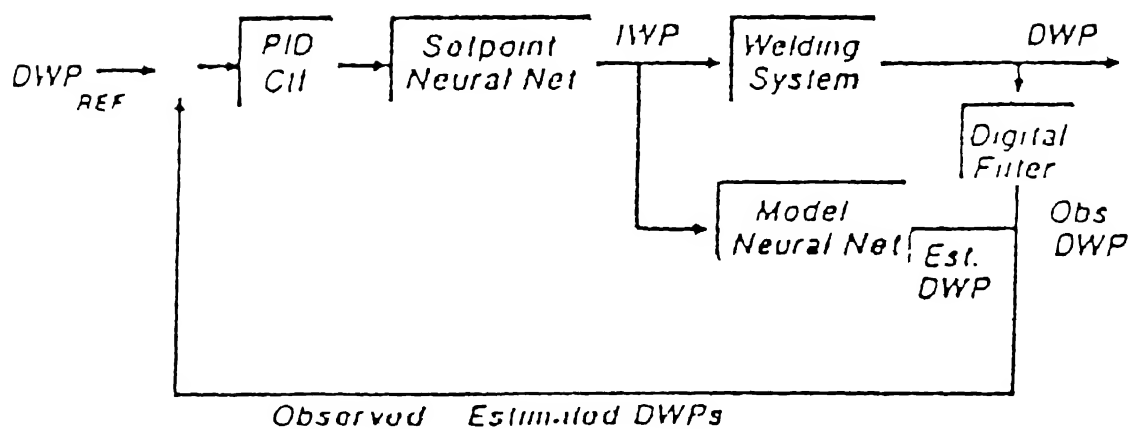 DWP
REF
PID
Ctl
Setpoint
Neural Net
IWP
Welding
System
DWP
Digital
Filter
Model
Neural Net
Est.
DWP
Obs
DWP
Observed Estimated DWPs